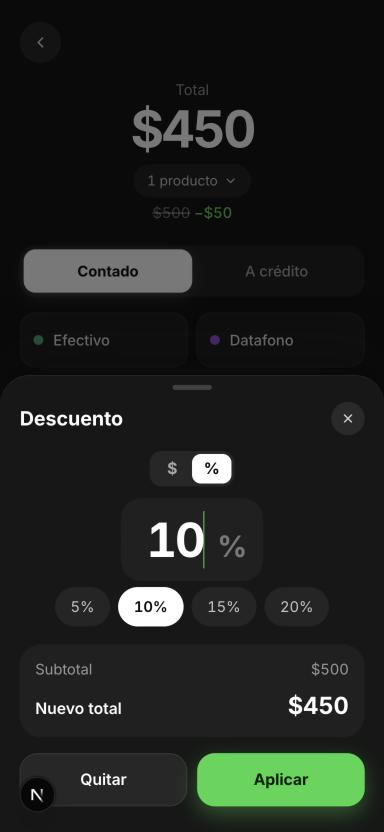 Total
$450
1 producto
$500 −$50
Contado
A crédito
Efectivo
Datafono
Descuento
$ %
10 %
5% 10% 15% 20%
Subtotal $500
Nuevo total $450
N
Quitar
Aplicar